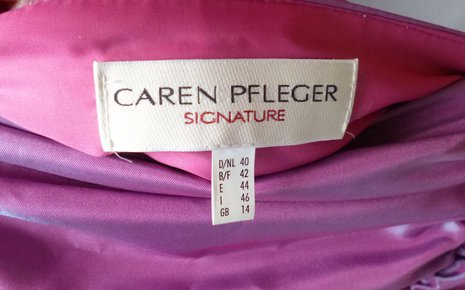 CAREN PFLEGER
SIGNATURE
D/NL 40
B/F 42
E 44
I 46
GB 14